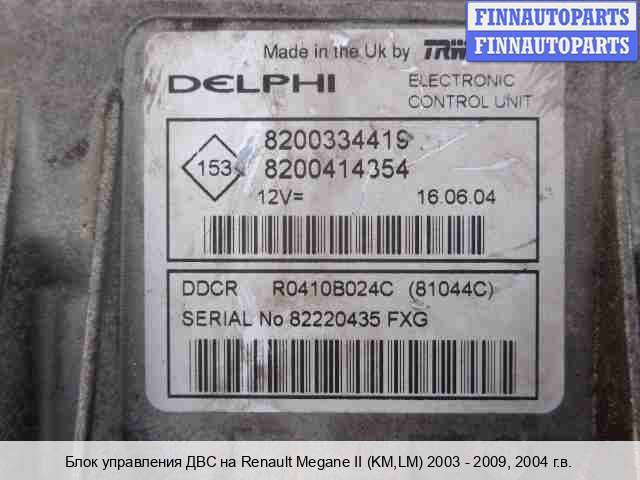 FINNAUTOPARTS
FINNAUTOPARTS
Made in the Uk by TRW
DELPHI
ELECTRONIC
CONTROL UNIT
153
8200334419
8200414354
12V=
16.06.04
DDCR R0410B024C (81044C)
SERIAL No 82220435 FXG
Блок управления ДВС на Renault Megane II (KM,LM) 2003 - 2009, 2004 г.в.